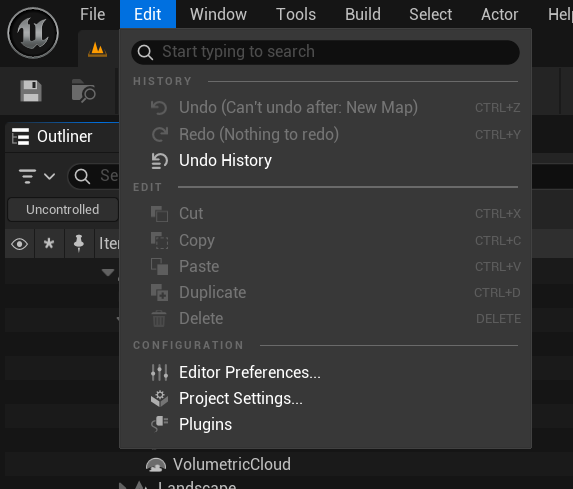 File Edit Window Tools Build Select Actor Help
Start typing to search
HISTORY
Undo (Can't undo after: New Map) CTRL+Z
Redo (Nothing to redo) CTRL+Y
Undo History
Outliner
EDIT
Uncontrolled
Cut CTRL+X
Copy CTRL+C
Paste CTRL+V
Duplicate CTRL+D
Delete DELETE
CONFIGURATION
Editor Preferences...
Project Settings...
Plugins
VolumetricCloud
Landscape